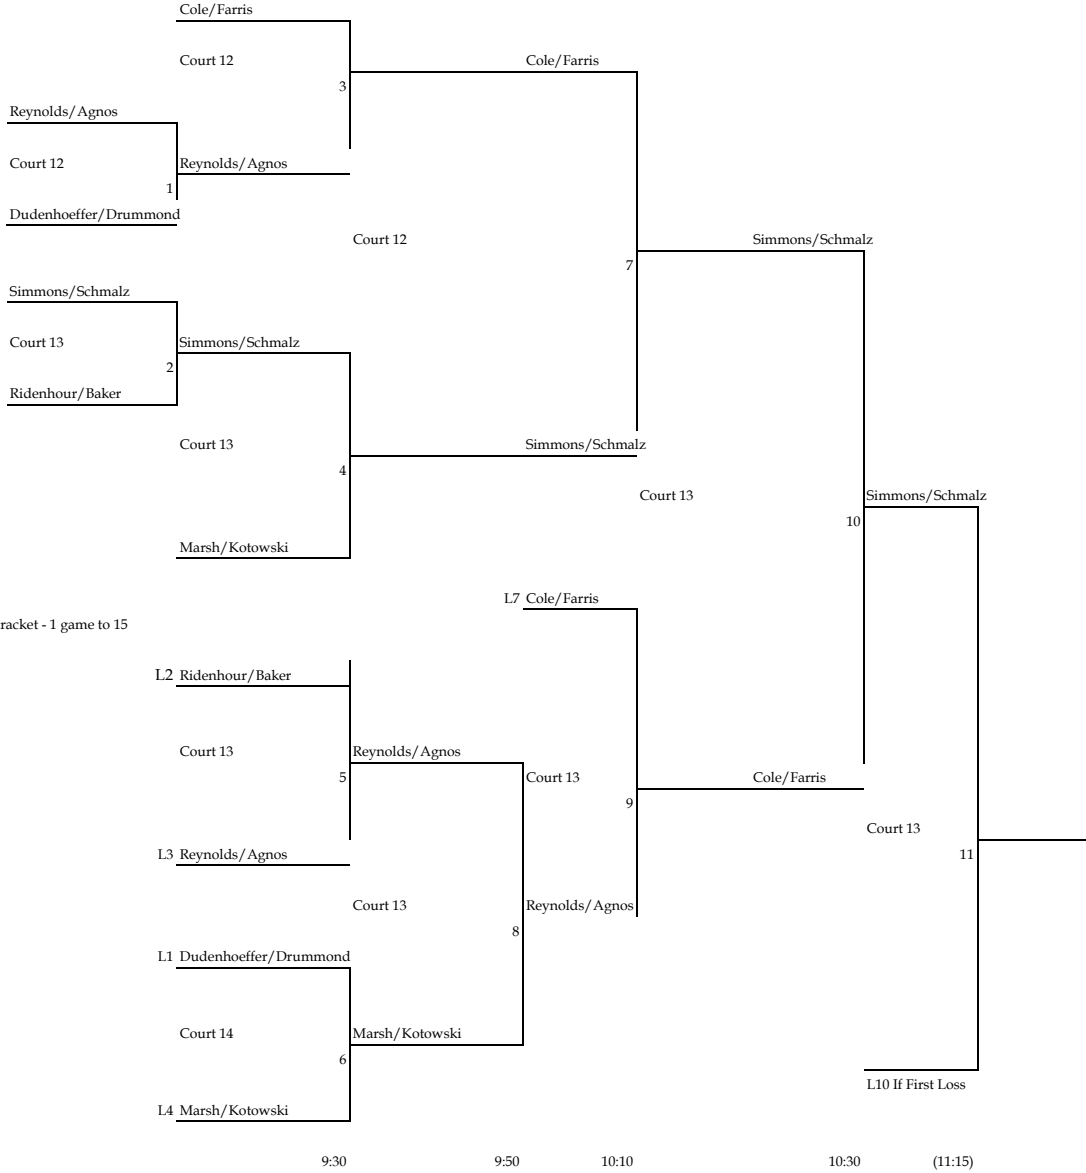 Cole/Farris
Court 12
Cole/Farris
3
Reynolds/Agnos
Court 12
Reynolds/Agnos
1
Dudenhoeffer/Drummond
Court 12
Simmons/Schmalz
7
Simmons/Schmalz
Court 13
Simmons/Schmalz
2
Ridenhour/Baker
Court 13
Simmons/Schmalz
4
Court 13
Simmons/Schmalz
10
Marsh/Kotowski
L7 Cole/Farris
racket - 1 game to 15
L2 Ridenhour/Baker
Court 13
Reynolds/Agnos
5
Court 13
Cole/Farris
9
Court 13
L3 Reynolds/Agnos
11
Court 13
Reynolds/Agnos
8
L1 Dudenhoeffer/Drummond
Court 14
Marsh/Kotowski
6
L10 If First Loss
L4 Marsh/Kotowski
9:30 9:50 10:10 10:30 (11:15)